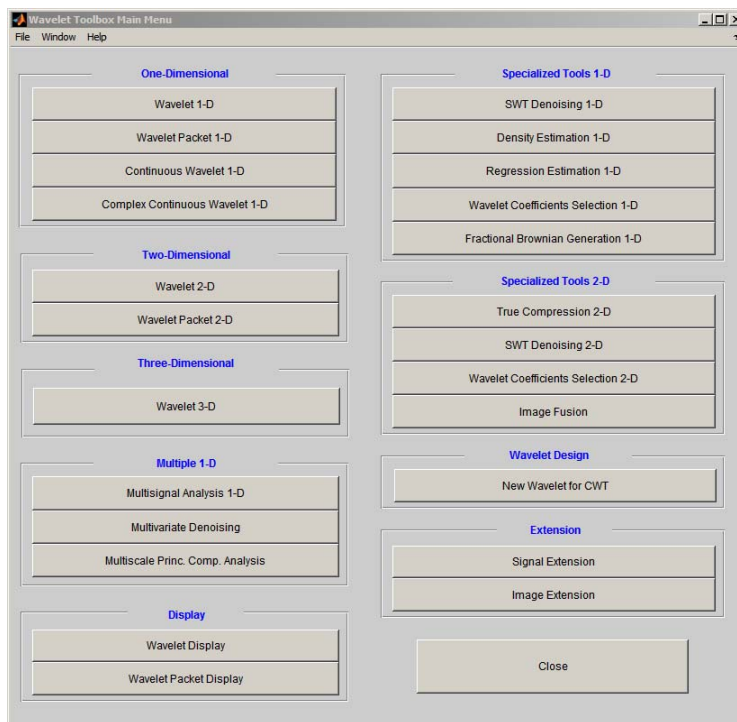 Wavelet Toolbox Main Menu
File Window Help
One-Dimensional
Wavelet 1-D
Wavelet Packet 1-D
Continuous Wavelet 1-D
Complex Continuous Wavelet 1-D
Two-Dimensional
Wavelet 2-D
Wavelet Packet 2-D
Three-Dimensional
Wavelet 3-D
Multiple 1-D
Multisignal Analysis 1-D
Multivariate Denoising
Multiscale Princ. Comp. Analysis
Display
Wavelet Display
Wavelet Packet Display
Specialized Tools 1-D
SWT Denoising 1-D
Density Estimation 1-D
Regression Estimation 1-D
Wavelet Coefficients Selection 1-D
Fractional Brownian Generation 1-D
Specialized Tools 2-D
True Compression 2-D
SWT Denoising 2-D
Wavelet Coefficients Selection 2-D
Image Fusion
Wavelet Design
New Wavelet for CWT
Extension
Signal Extension
Image Extension
Close